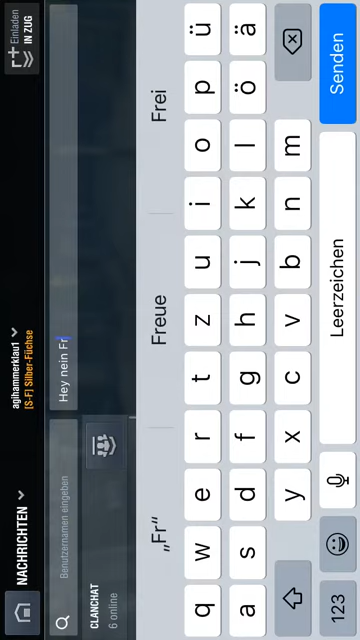 NACHRICHTEN
agihammerklau1
[S-F] Silber-Füchse
Einladen
IN ZUG
Benutzernamen eingeben
Hey nein Fr
CLANCHAT
6 online
„Fr“ Freue Frei
q w e r t z u i o p ü
a s d f g h j k l ö ä
y x c v b n m
123 Leerzeichen Senden